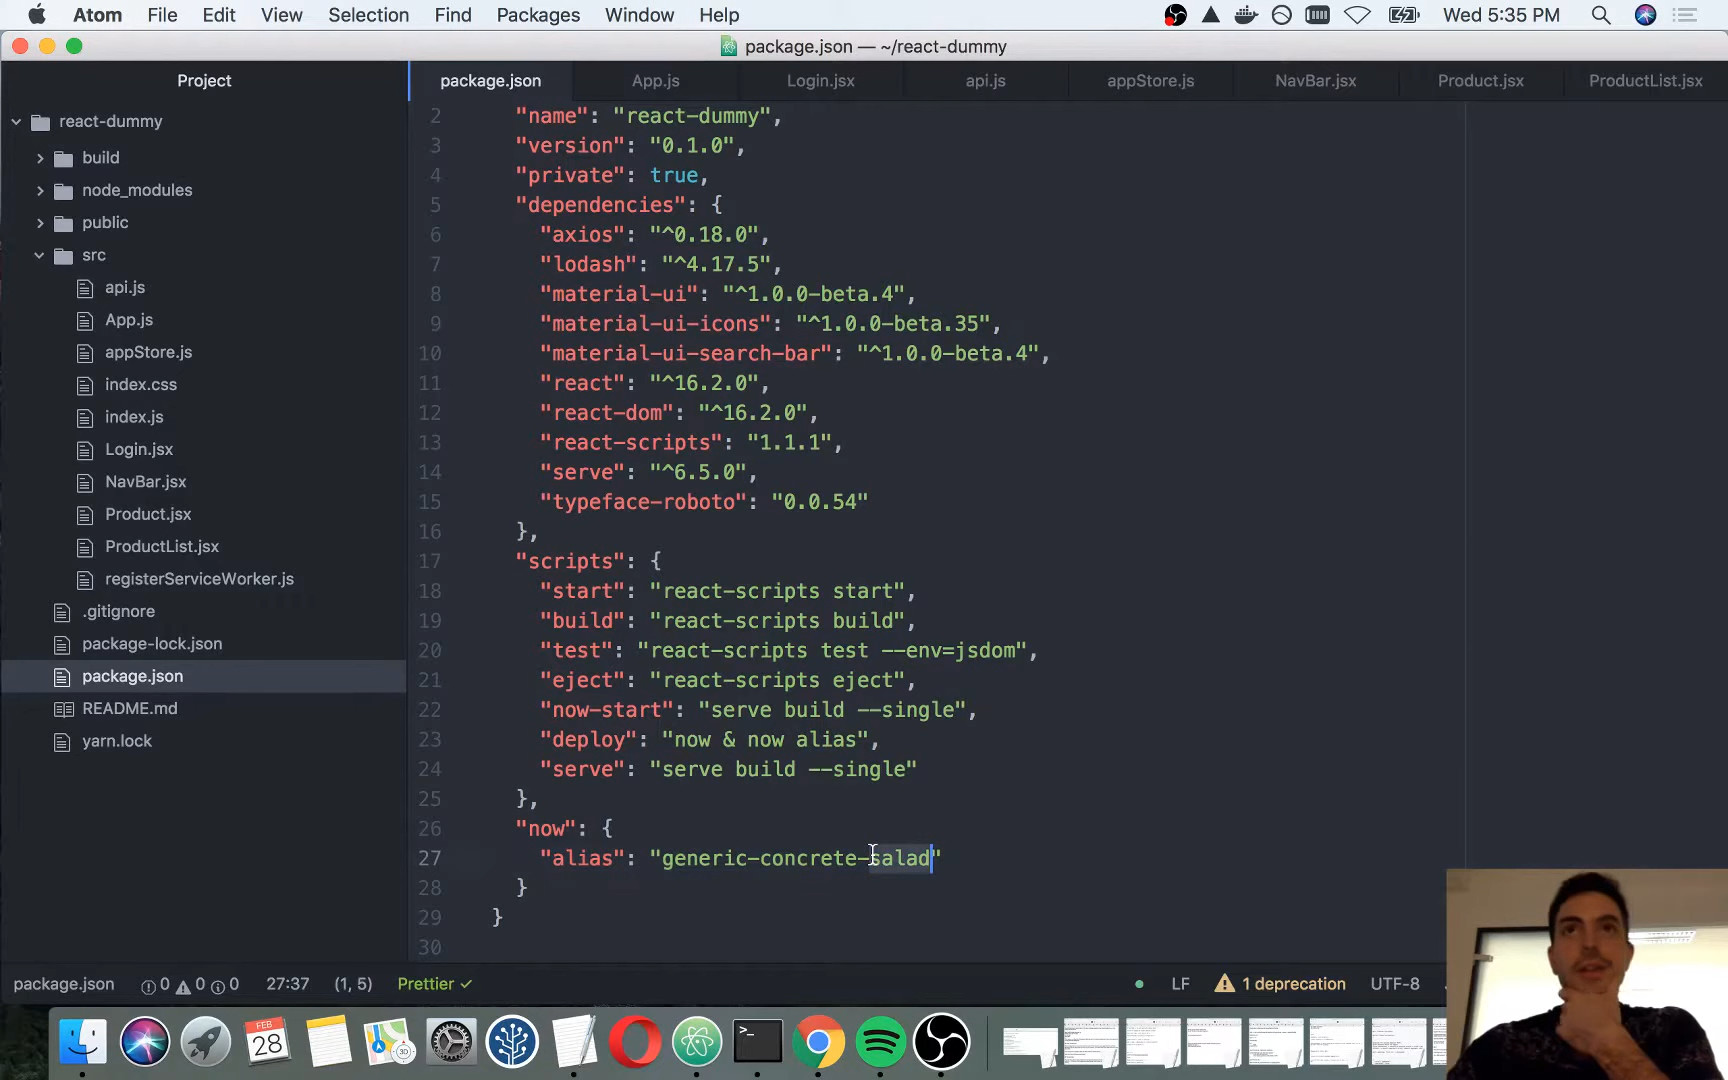 Atom File Edit View Selection Find Packages Window Help Wed 5:35 PM
package.json — ~/react-dummy
Project
package.json App.js Login.jsx api.js appStore.js NavBar.jsx Product.jsx ProductList.jsx
react-dummy
build
node_modules
public
src
api.js
App.js
appStore.js
index.css
index.js
Login.jsx
NavBar.jsx
Product.jsx
ProductList.jsx
registerServiceWorker.js
.gitignore
package-lock.json
package.json
README.md
yarn.lock
2 "name": "react-dummy",
3 "version": "0.1.0",
4 "private": true,
5 "dependencies": {
6 "axios": "^0.18.0",
7 "lodash": "^4.17.5",
8 "material-ui": "^1.0.0-beta.4",
9 "material-ui-icons": "^1.0.0-beta.35",
10 "material-ui-search-bar": "^1.0.0-beta.4",
11 "react": "^16.2.0",
12 "react-dom": "^16.2.0",
13 "react-scripts": "1.1.1",
14 "serve": "^6.5.0",
15 "typeface-roboto": "0.0.54"
16 },
17 "scripts": {
18 "start": "react-scripts start",
19 "build": "react-scripts build",
20 "test": "react-scripts test --env=jsdom",
21 "eject": "react-scripts eject",
22 "now-start": "serve build --single",
23 "deploy": "now & now alias",
24 "serve": "serve build --single"
25 },
26 "now": {
27 "alias": "generic-concrete-salad"
28 }
29 }
30
package.json 0 0 0 27:37 (1, 5) Prettier ✓ LF 1 deprecation UTF-8
FEB
28